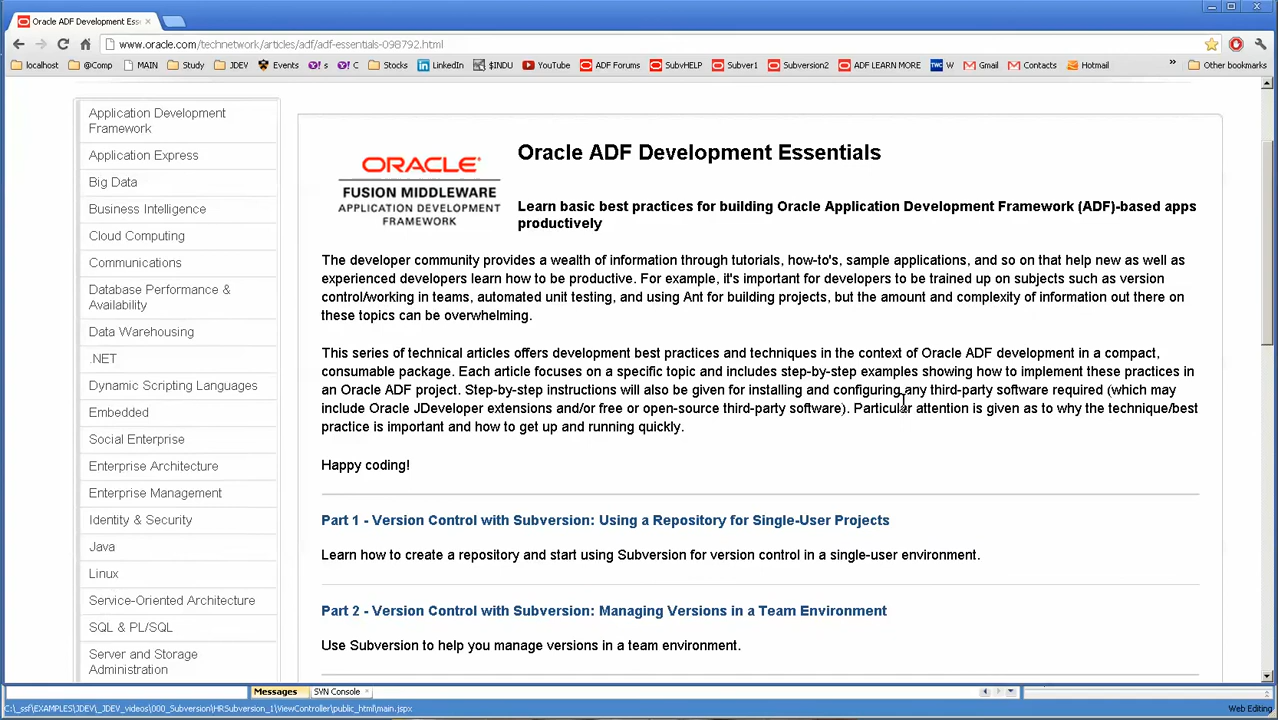 Oracle ADF Development Ess
www.oracle.com/technetwork/articles/adf/adf-essentials-098792.html
localhost @Comp MAIN Study JDEV Events Y! s Y! C Stocks LinkedIn $INDU YouTube ADF Forums SubvHELP Subver1 Subversion2 ADF LEARN MORE TWC W Gmail Contacts Hotmail » Other bookmarks
Application Development
Framework
Application Express
Big Data
Business Intelligence
Cloud Computing
Communications
Database Performance &
Availability
Data Warehousing
.NET
Dynamic Scripting Languages
Embedded
Social Enterprise
Enterprise Architecture
Enterprise Management
Identity & Security
Java
Linux
Service-Oriented Architecture
SQL & PL/SQL
Server and Storage
Administration
ORACLE
FUSION MIDDLEWARE
APPLICATION DEVELOPMENT
FRAMEWORK
Oracle ADF Development Essentials
Learn basic best practices for building Oracle Application Development Framework (ADF)-based apps
productively
The developer community provides a wealth of information through tutorials, how-to's, sample applications, and so on that help new as well as
experienced developers learn how to be productive. For example, it's important for developers to be trained up on subjects such as version
control/working in teams, automated unit testing, and using Ant for building projects, but the amount and complexity of information out there on
these topics can be overwhelming.
This series of technical articles offers development best practices and techniques in the context of Oracle ADF development in a compact,
consumable package. Each article focuses on a specific topic and includes step-by-step examples showing how to implement these practices in
an Oracle ADF project. Step-by-step instructions will also be given for installing and configuring any third-party software required (which may
include Oracle JDeveloper extensions and/or free or open-source third-party software). Particular attention is given as to why the technique/best
practice is important and how to get up and running quickly.
Happy coding!
Part 1 - Version Control with Subversion: Using a Repository for Single-User Projects
Learn how to create a repository and start using Subversion for version control in a single-user environment.
Part 2 - Version Control with Subversion: Managing Versions in a Team Environment
Use Subversion to help you manage versions in a team environment.
Messages SVN Console
C:\_ssf\EXAMPLES\JDEV\_JDEV_videos\000_Subversion\HRSubversion_1\ViewController\public_html\main.jspx Web Editing